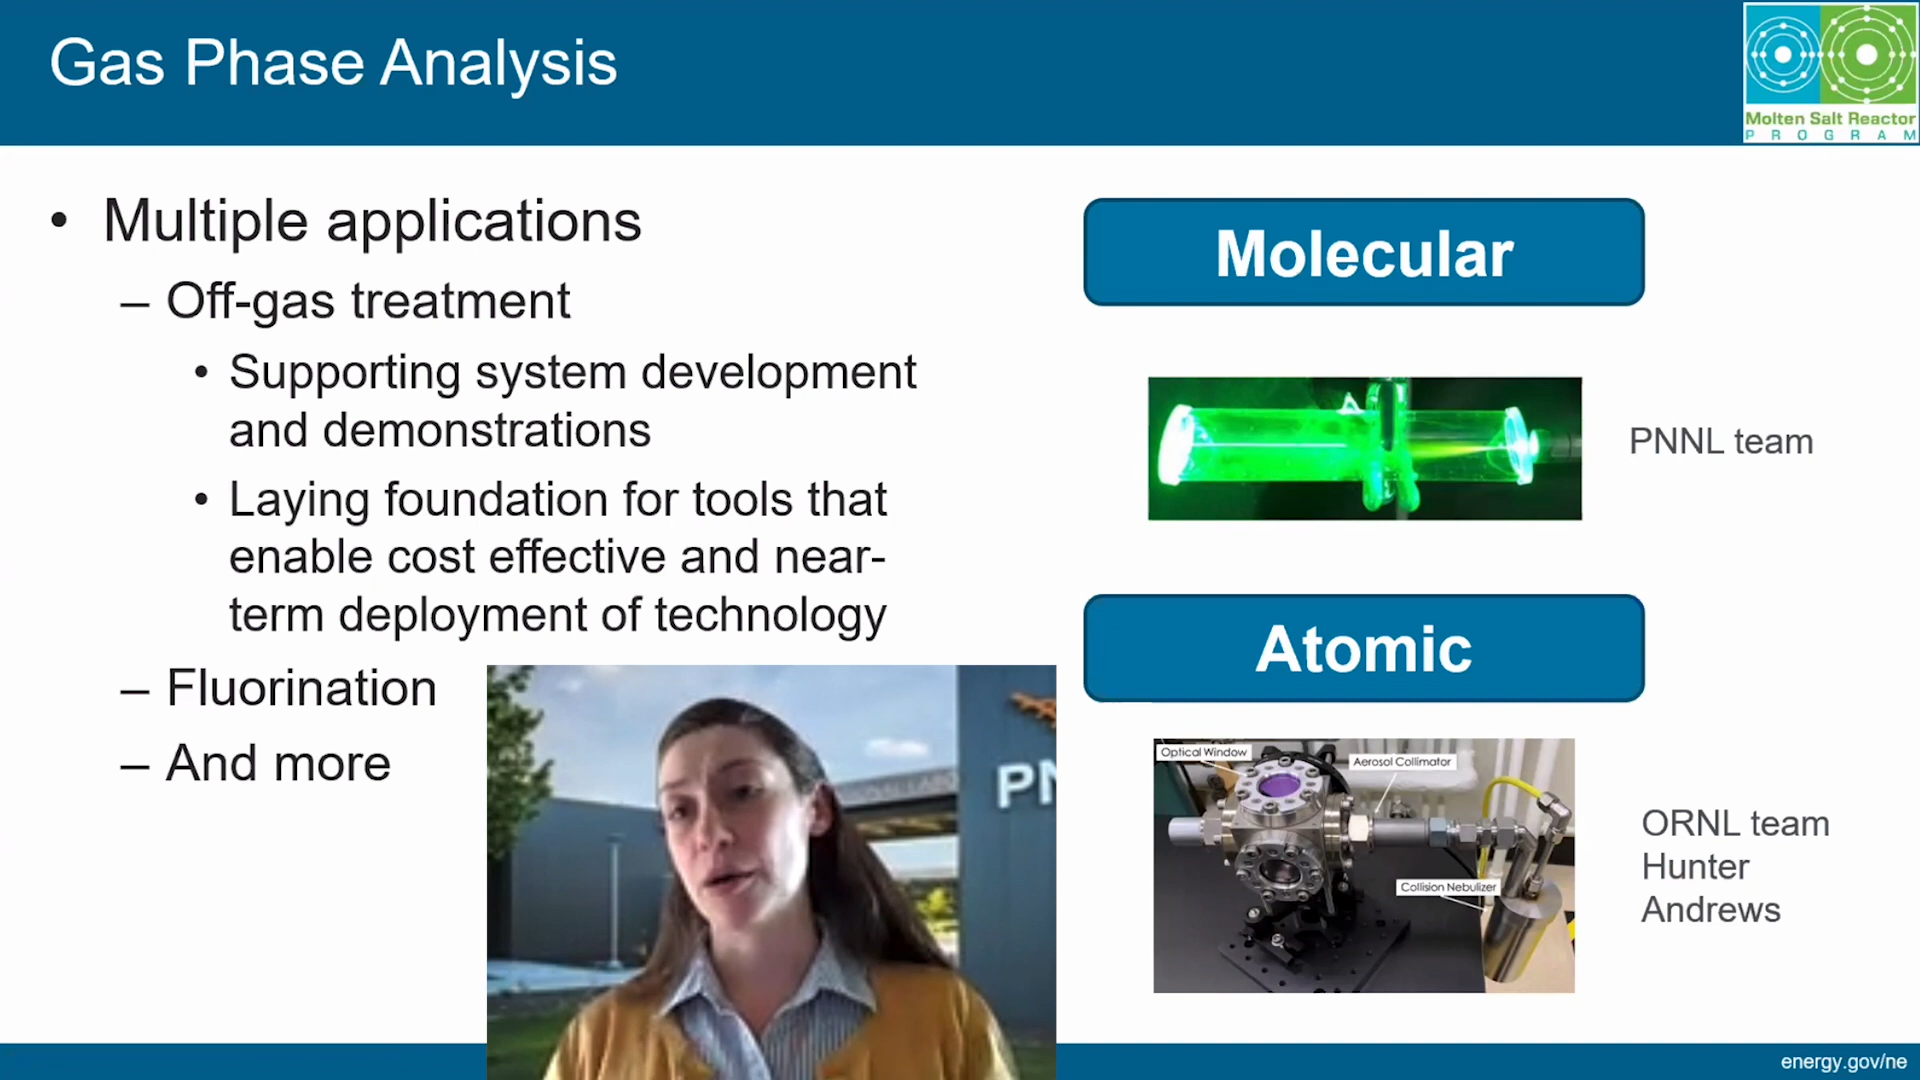 Gas Phase Analysis
Molten Salt Reactor
PROGRAM
• Multiple applications
– Off-gas treatment
• Supporting system development
and demonstrations
• Laying foundation for tools that
enable cost effective and near-
term deployment of technology
– Fluorination
– And more
Molecular
PNNL team
Atomic
Optical Window
Aerosol Collimator
Collision Nebulizer
ORNL team
Hunter
Andrews
PN
energy.gov/ne